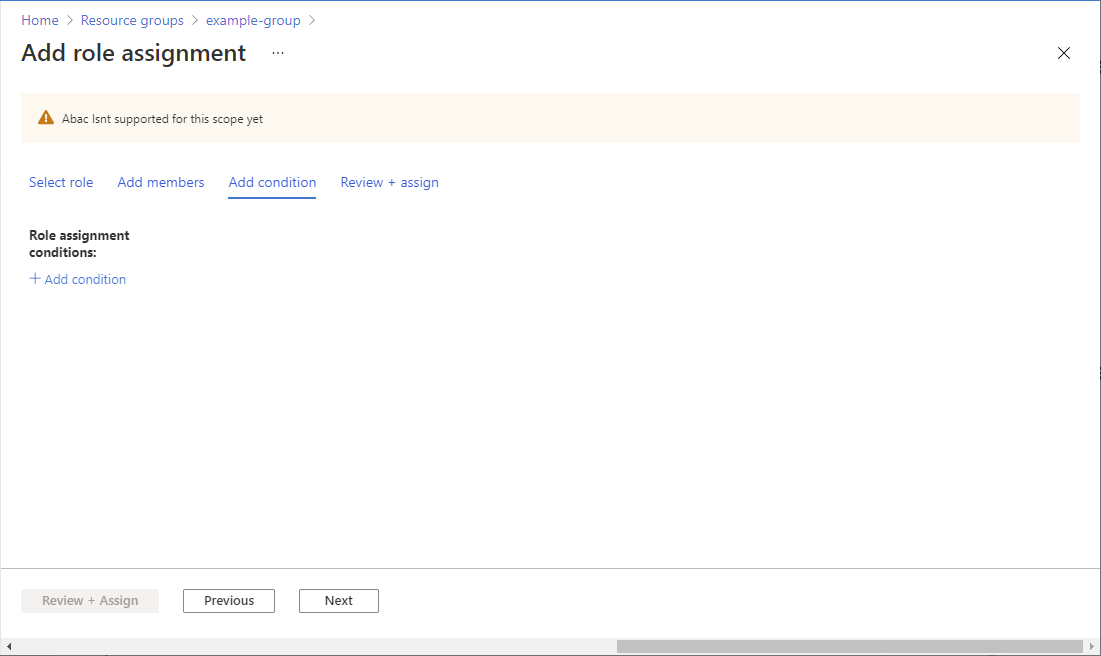 Home > Resource groups > example-group >
Add role assignment ...
Abac Isnt supported for this scope yet
Select role Add members Add condition Review + assign
Role assignment
conditions:
+ Add condition
Review + Assign Previous Next